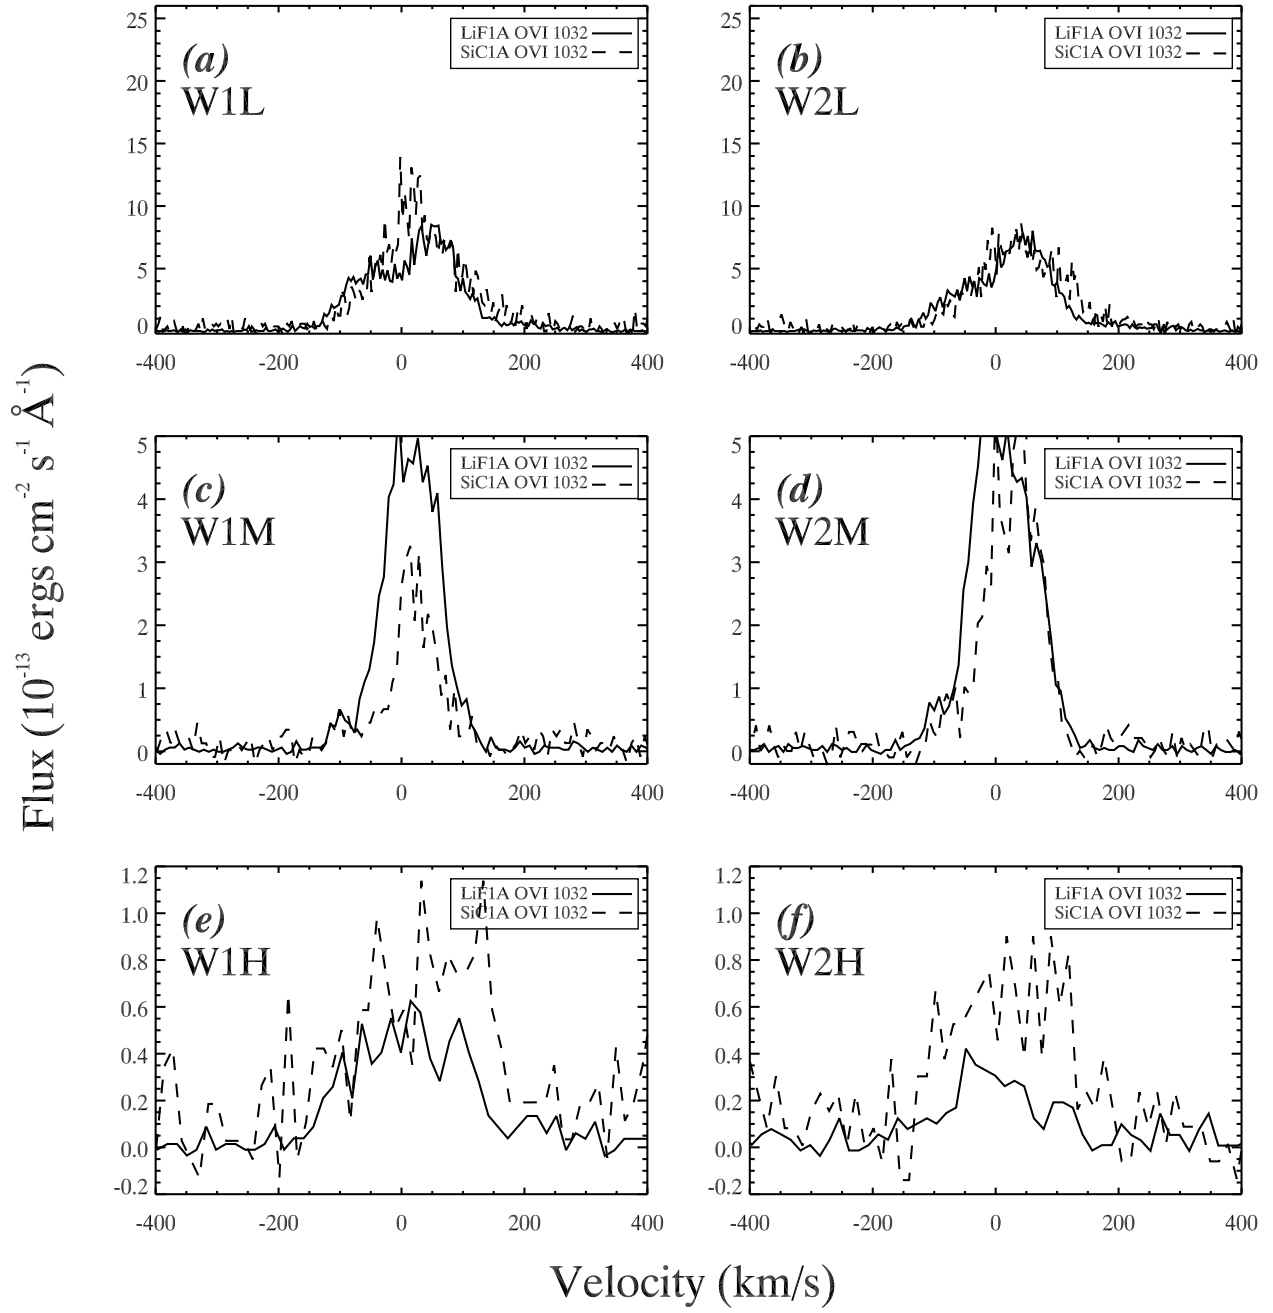 (a)
W1L
LiF1A OVI 1032
SiC1A OVI 1032
25
20
15
10
5
0
-400 -200 0 200 400
(b)
W2L
LiF1A OVI 1032
SiC1A OVI 1032
25
20
15
10
5
0
-400 -200 0 200 400
(c)
W1M
LiF1A OVI 1032
SiC1A OVI 1032
5
4
3
2
1
0
-400 -200 0 200 400
(d)
W2M
LiF1A OVI 1032
SiC1A OVI 1032
5
4
3
2
1
0
-400 -200 0 200 400
(e)
W1H
LiF1A OVI 1032
SiC1A OVI 1032
1.2
1.0
0.8
0.6
0.4
0.2
0.0
-0.2
-400 -200 0 200 400
(f)
W2H
LiF1A OVI 1032
SiC1A OVI 1032
1.2
1.0
0.8
0.6
0.4
0.2
0.0
-0.2
-400 -200 0 200 400
Flux (10⁻¹³ ergs cm⁻² s⁻¹ Å⁻¹)
Velocity (km/s)